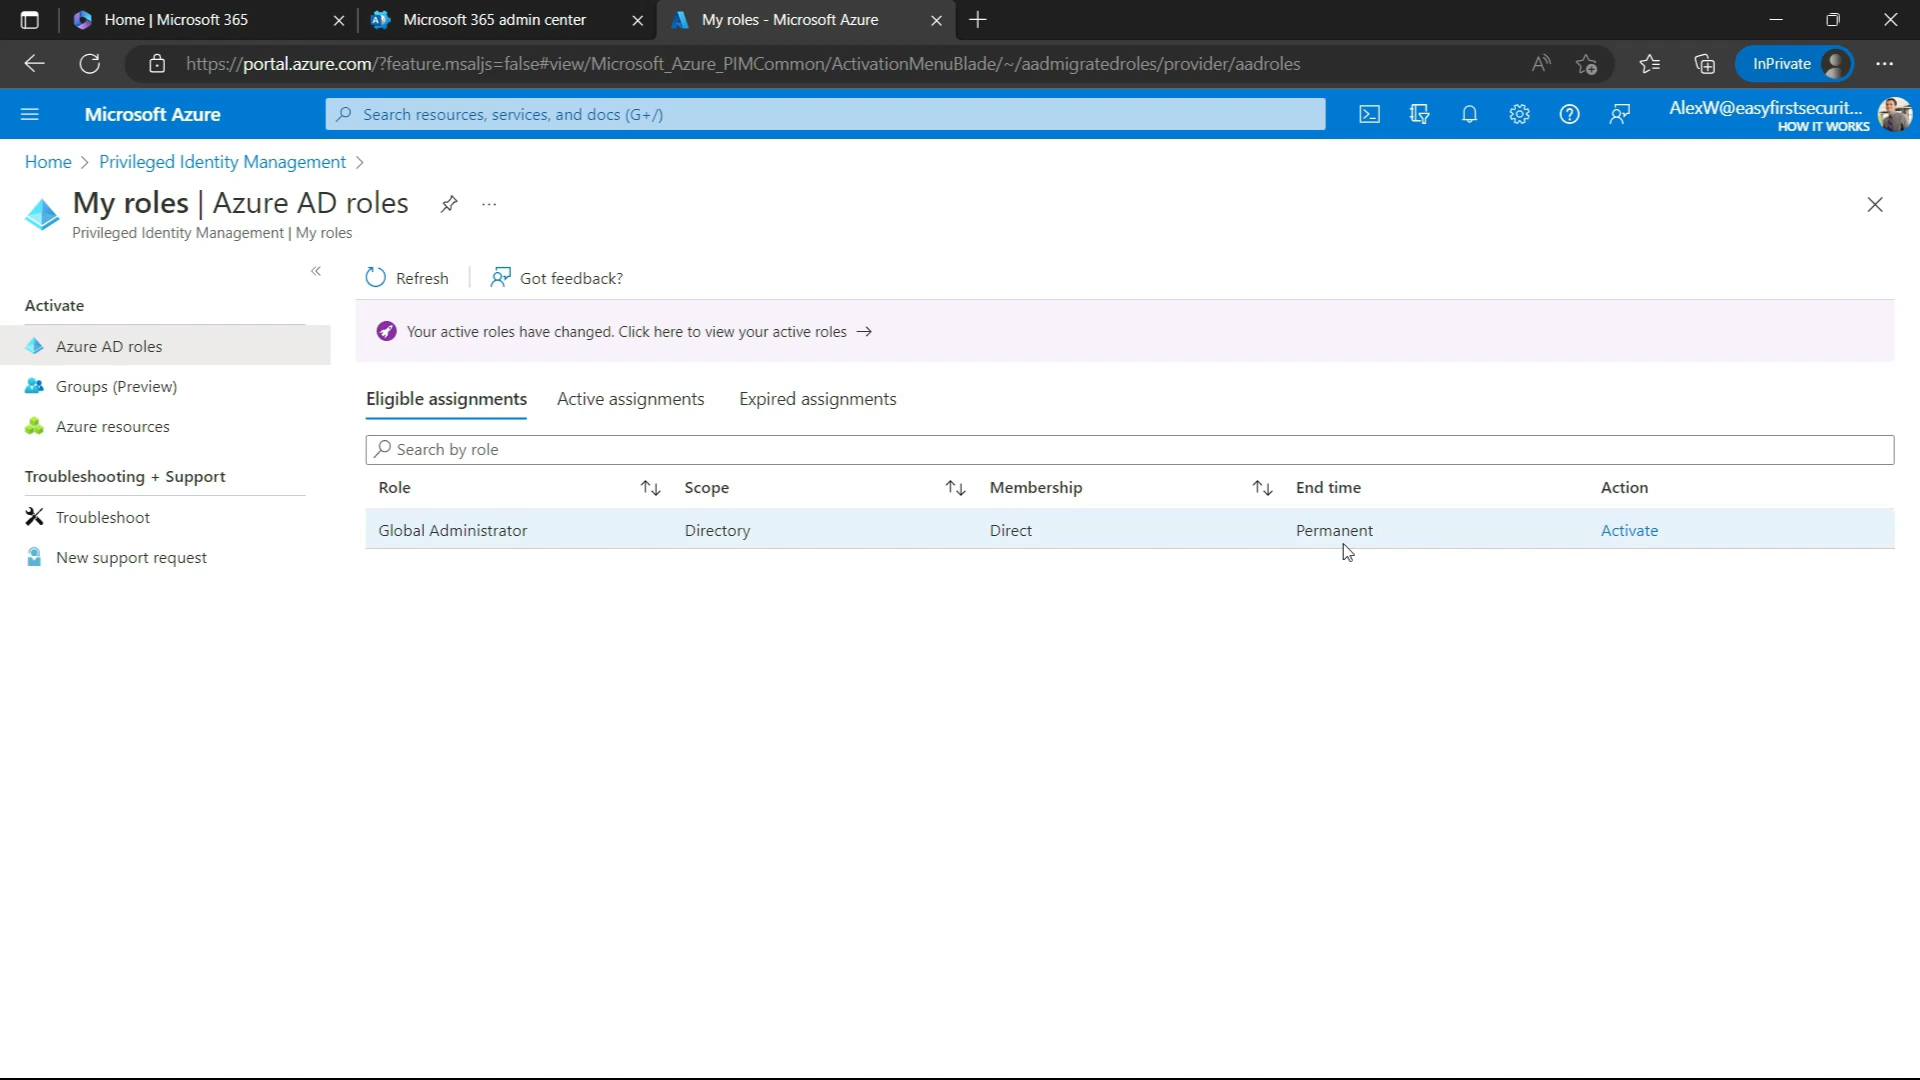 Home | Microsoft 365
Microsoft 365 admin center
My roles - Microsoft Azure
https://portal.azure.com/?feature.msaljs=false#view/Microsoft_Azure_PIMCommon/ActivationMenuBlade/~/aadmigratedroles/provider/aadroles
InPrivate
Microsoft Azure
Search resources, services, and docs (G+/)
AlexW@easyfirstsecurit...
HOW IT WORKS
Home > Privileged Identity Management >
My roles | Azure AD roles
Privileged Identity Management | My roles
Refresh
Got feedback?
Activate
Azure AD roles
Groups (Preview)
Azure resources
Troubleshooting + Support
Troubleshoot
New support request
Your active roles have changed. Click here to view your active roles →
Eligible assignments Active assignments Expired assignments
Search by role
Role Scope Membership End time Action
Global Administrator Directory Direct Permanent Activate